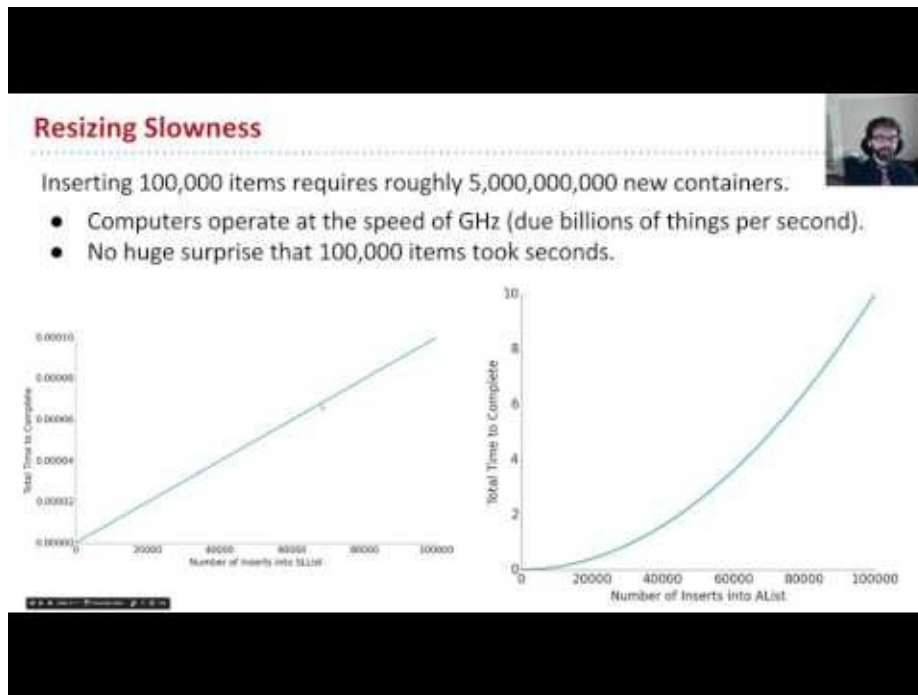 Resizing Slowness
Inserting 100,000 items requires roughly 5,000,000,000 new containers.
● Computers operate at the speed of GHz (due billions of things per second).
● No huge surprise that 100,000 items took seconds.
0.00010
0.00008
0.00006
0.00004
0.00002
0.00000
Total Time to Complete
0 20000 40000 60000 80000 100000
Number of Inserts into SLList
10
8
6
4
2
0
Total Time to Complete
0 20000 40000 60000 80000 100000
Number of Inserts into AList